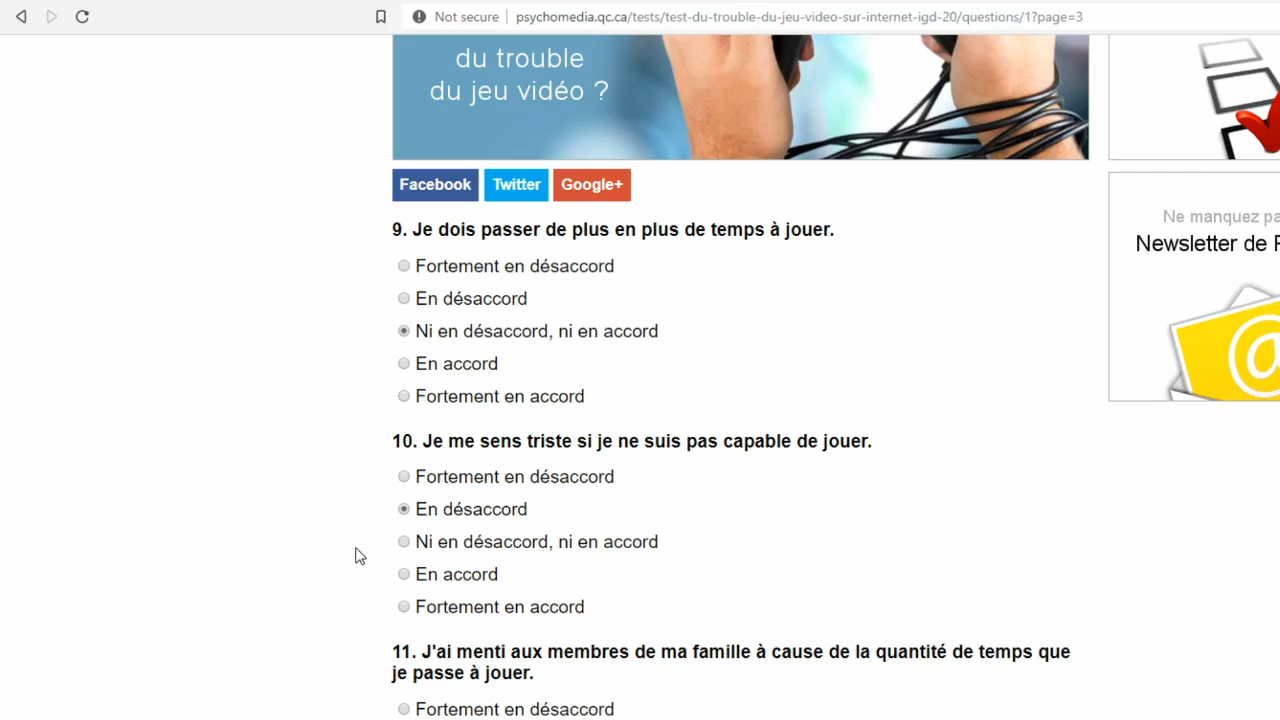 Not secure psychomedia.qc.ca/tests/test-du-trouble-du-jeu-video-sur-internet-igd-20/questions/1?page=3
du trouble
du jeu vidéo ?
Facebook Twitter Google+
9. Je dois passer de plus en plus de temps à jouer.
Fortement en désaccord
En désaccord
Ni en désaccord, ni en accord
En accord
Fortement en accord
10. Je me sens triste si je ne suis pas capable de jouer.
Fortement en désaccord
En désaccord
Ni en désaccord, ni en accord
En accord
Fortement en accord
11. J'ai menti aux membres de ma famille à cause de la quantité de temps que
je passe à jouer.
Fortement en désaccord
Ne manquez pa
Newsletter de P
@